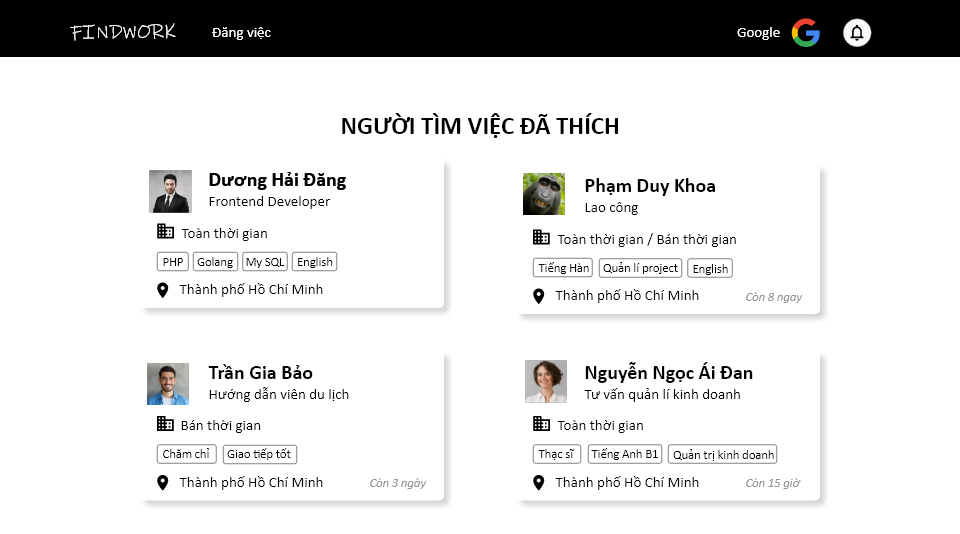 FINDWORK Đăng việc Google
NGƯỜI TÌM VIỆC ĐÃ THÍCH
Dương Hải Đăng
Frontend Developer
Toàn thời gian
PHP Golang My SQL English
Thành phố Hồ Chí Minh
Phạm Duy Khoa
Lao công
Toàn thời gian / Bán thời gian
Tiếng Hàn Quản lí project English
Thành phố Hồ Chí Minh Còn 8 ngay
Trần Gia Bảo
Hướng dẫn viên du lịch
Bán thời gian
Chăm chỉ Giao tiếp tốt
Thành phố Hồ Chí Minh Còn 3 ngày
Nguyễn Ngọc Ái Đan
Tư vấn quản lí kinh doanh
Toàn thời gian
Thạc sĩ Tiếng Anh B1 Quản trị kinh doanh
Thành phố Hồ Chí Minh Còn 15 giờ